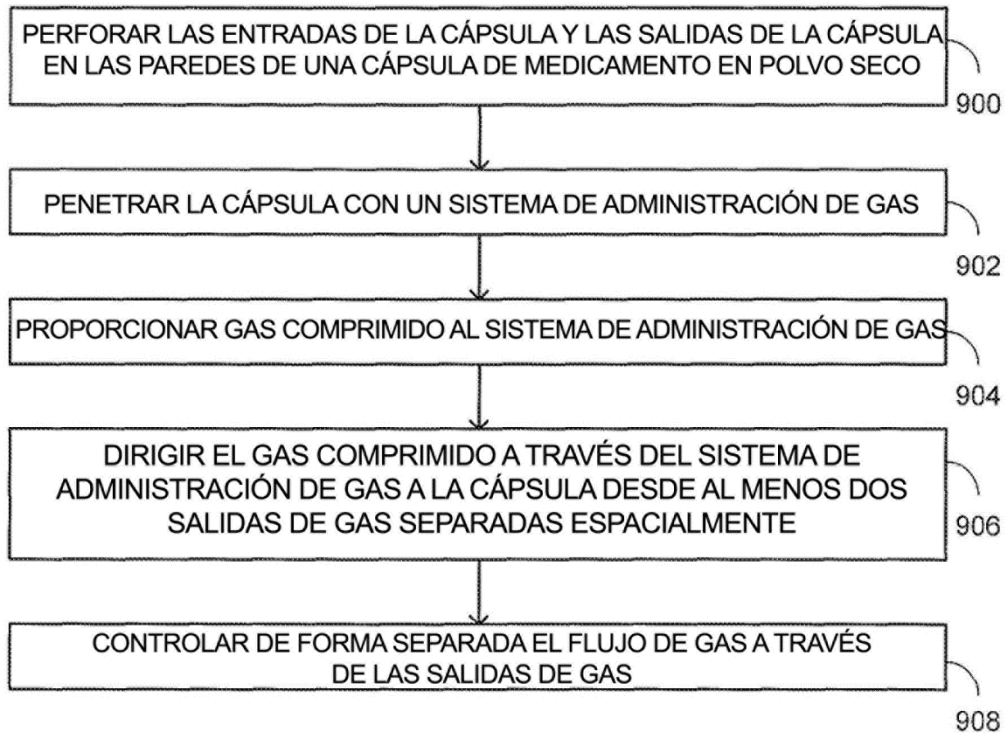 PERFORAR LAS ENTRADAS DE LA CÁPSULA Y LAS SALIDAS DE LA CÁPSULA
EN LAS PAREDES DE UNA CÁPSULA DE MEDICAMENTO EN POLVO SECO
900
PENETRAR LA CÁPSULA CON UN SISTEMA DE ADMINISTRACIÓN DE GAS
902
PROPORCIONAR GAS COMPRIMIDO AL SISTEMA DE ADMINISTRACIÓN DE GAS
904
DIRIGIR EL GAS COMPRIMIDO A TRAVÉS DEL SISTEMA DE
ADMINISTRACIÓN DE GAS A LA CÁPSULA DESDE AL MENOS DOS
SALIDAS DE GAS SEPARADAS ESPACIALMENTE
906
CONTROLAR DE FORMA SEPARADA EL FLUJO DE GAS A TRAVÉS
DE LAS SALIDAS DE GAS
908